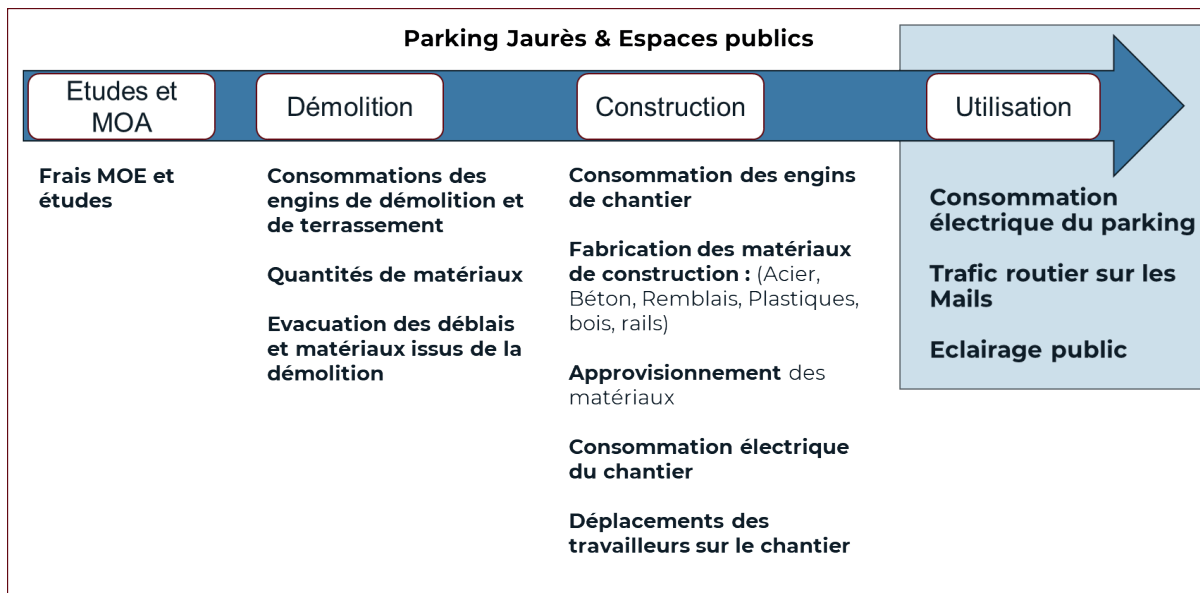 Parking Jaurès & Espaces publics
Etudes et
MOA
Démolition
Construction
Utilisation
Frais MOE et
études
Consommations des
engins de démolition et
de terrassement
Quantités de matériaux
Evacuation des déblais
et matériaux issus de la
démolition
Consommation des engins
de chantier
Fabrication des matériaux
de construction : (Acier,
Béton, Remblais, Plastiques,
bois, rails)
Approvisionnement des
matériaux
Consommation électrique
du chantier
Déplacements des
travailleurs sur le chantier
Consommation
électrique du parking
Trafic routier sur les
Mails
Eclairage public